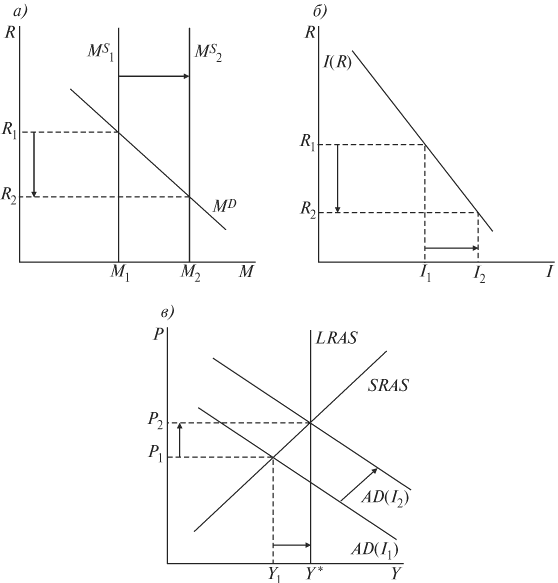 а)
R
M^S_1
M^S_2
R_1
R_2
M^D
M_1
M_2
M
б)
R
I(R)
R_1
R_2
I_1
I_2
I
в)
P
LRAS
SRAS
P_2
P_1
AD(I_2)
AD(I_1)
Y_1
Y*
Y